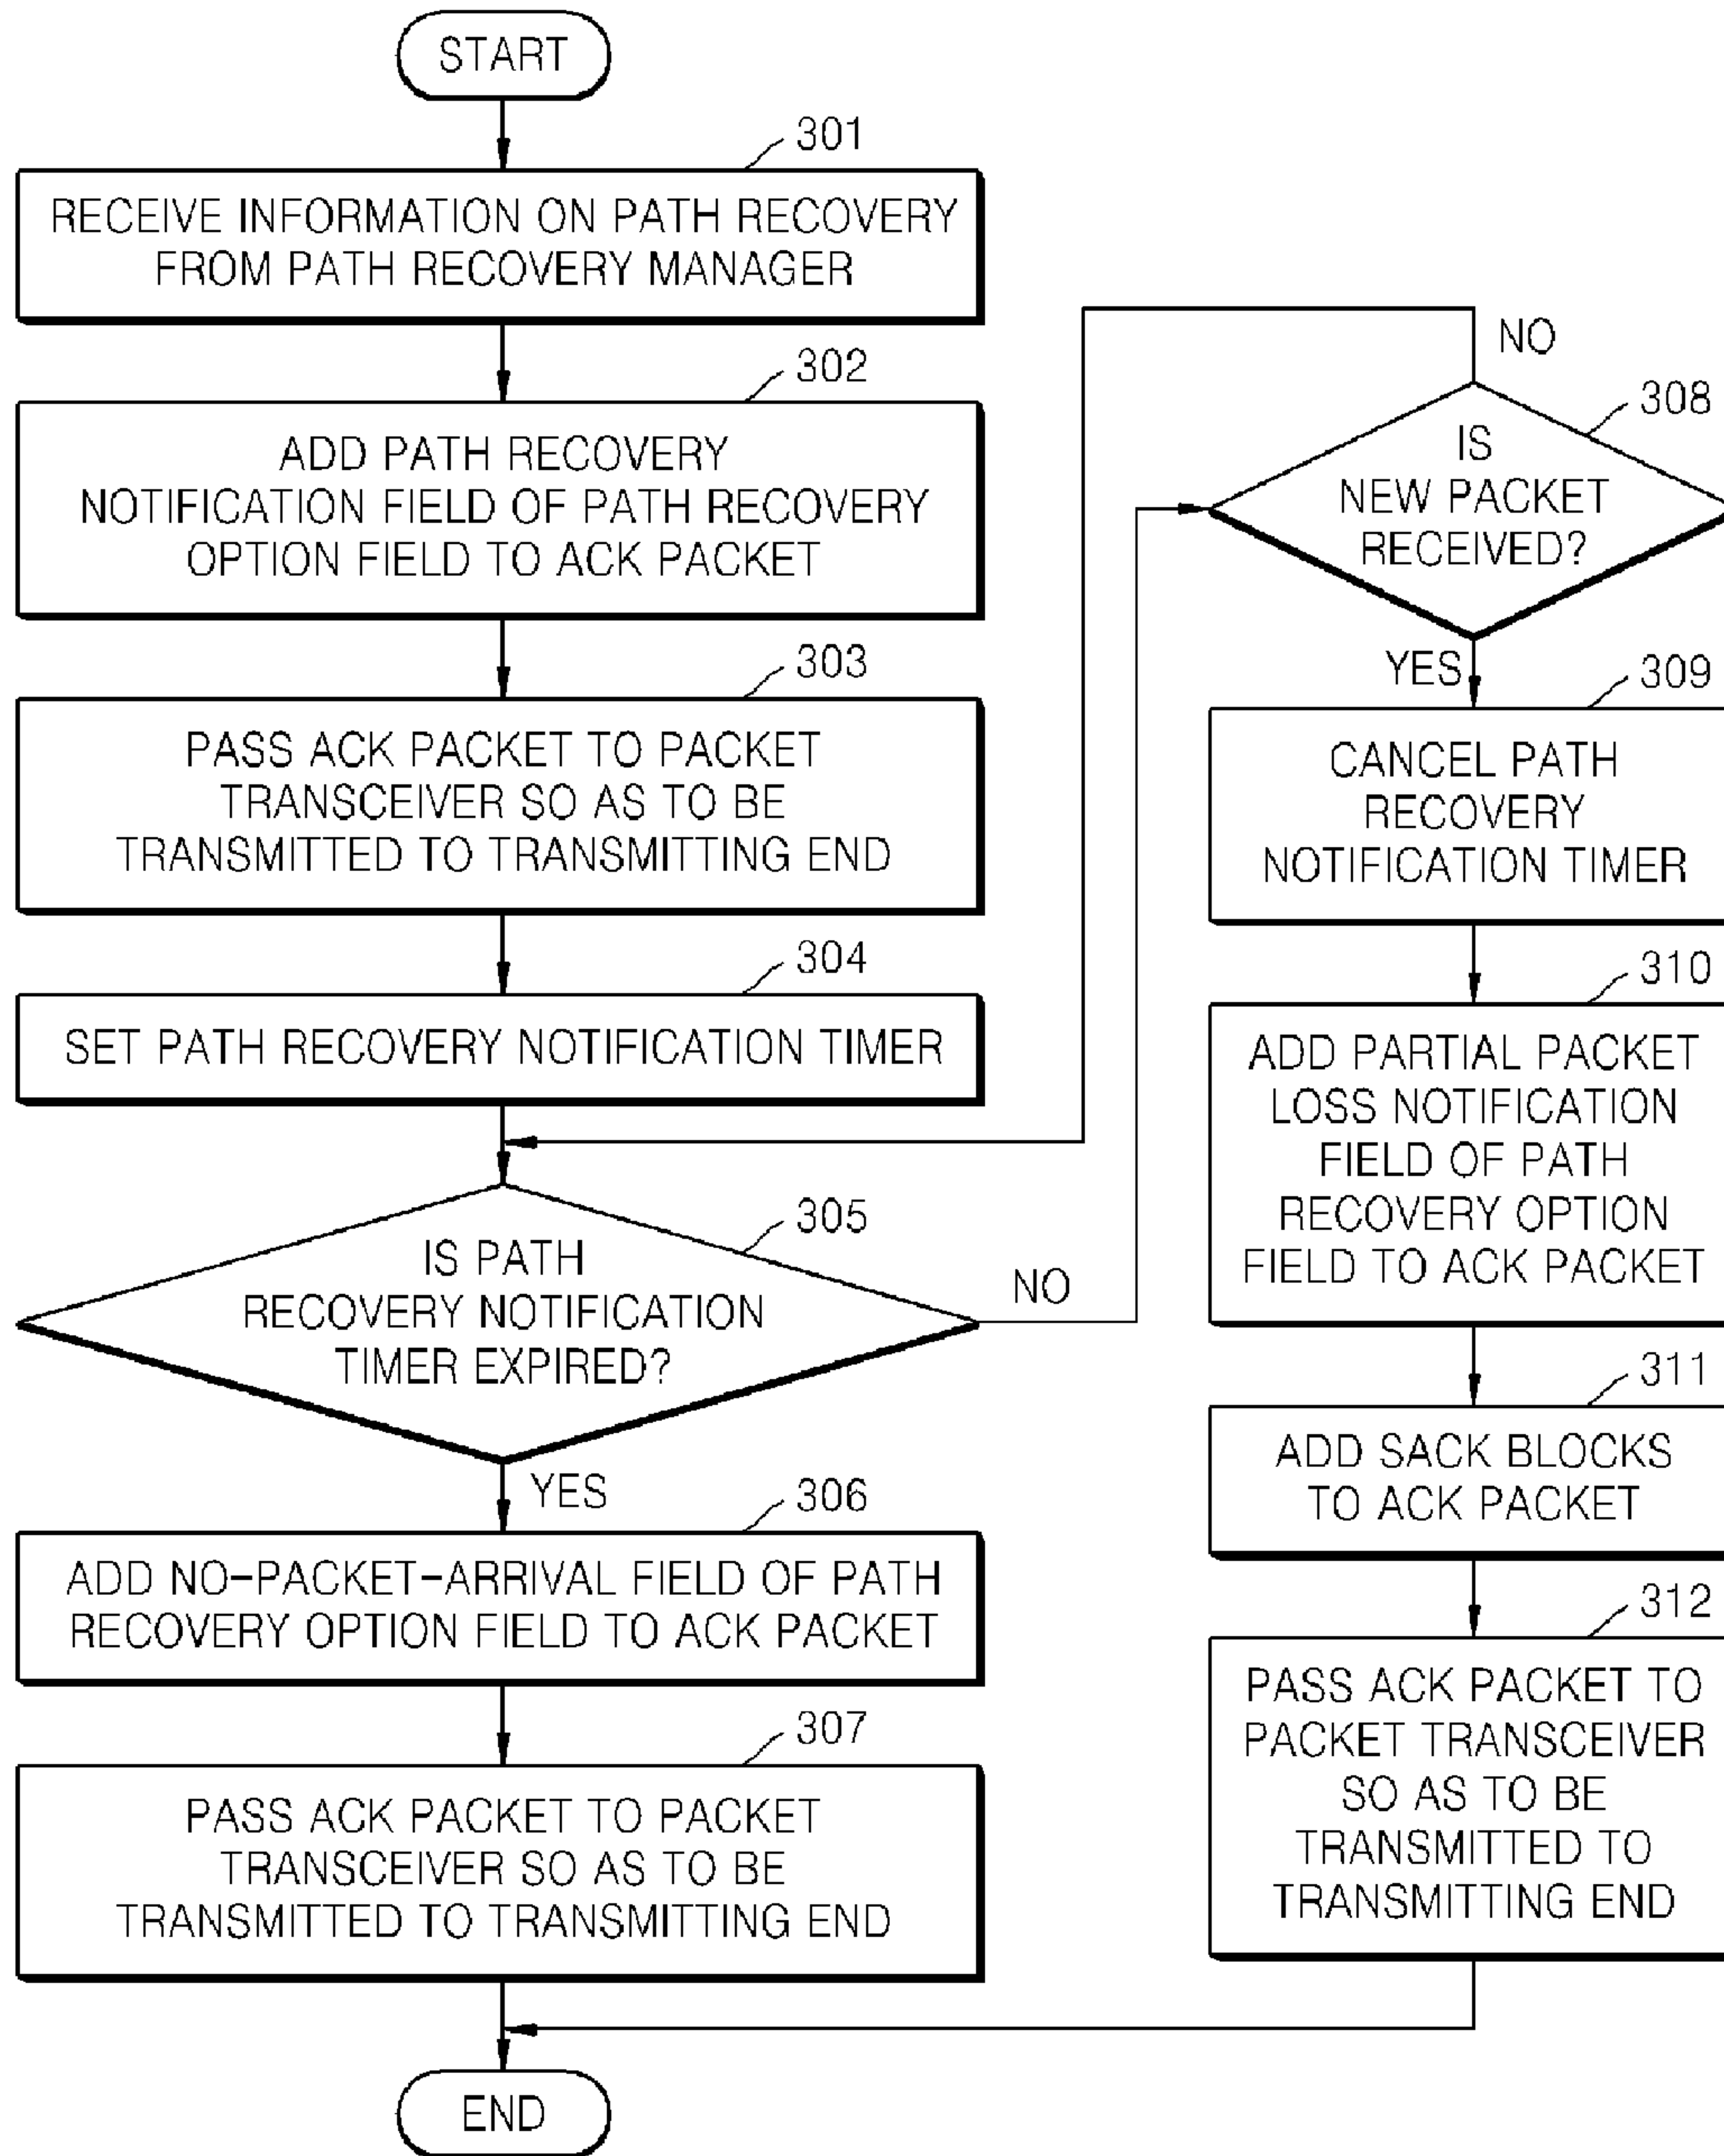 START
301
RECEIVE INFORMATION ON PATH RECOVERY
FROM PATH RECOVERY MANAGER
302
ADD PATH RECOVERY
NOTIFICATION FIELD OF PATH RECOVERY
OPTION FIELD TO ACK PACKET
303
PASS ACK PACKET TO PACKET
TRANSCEIVER SO AS TO BE
TRANSMITTED TO TRANSMITTING END
304
SET PATH RECOVERY NOTIFICATION TIMER
305
IS PATH
RECOVERY NOTIFICATION
TIMER EXPIRED?
NO
YES
306
ADD NO-PACKET-ARRIVAL FIELD OF PATH
RECOVERY OPTION FIELD TO ACK PACKET
307
PASS ACK PACKET TO PACKET
TRANSCEIVER SO AS TO BE
TRANSMITTED TO TRANSMITTING END
END
NO
308
IS
NEW PACKET
RECEIVED?
YES
309
CANCEL PATH
RECOVERY
NOTIFICATION TIMER
310
ADD PARTIAL PACKET
LOSS NOTIFICATION
FIELD OF PATH
RECOVERY OPTION
FIELD TO ACK PACKET
311
ADD SACK BLOCKS
TO ACK PACKET
312
PASS ACK PACKET TO
PACKET TRANSCEIVER
SO AS TO BE
TRANSMITTED TO
TRANSMITTING END